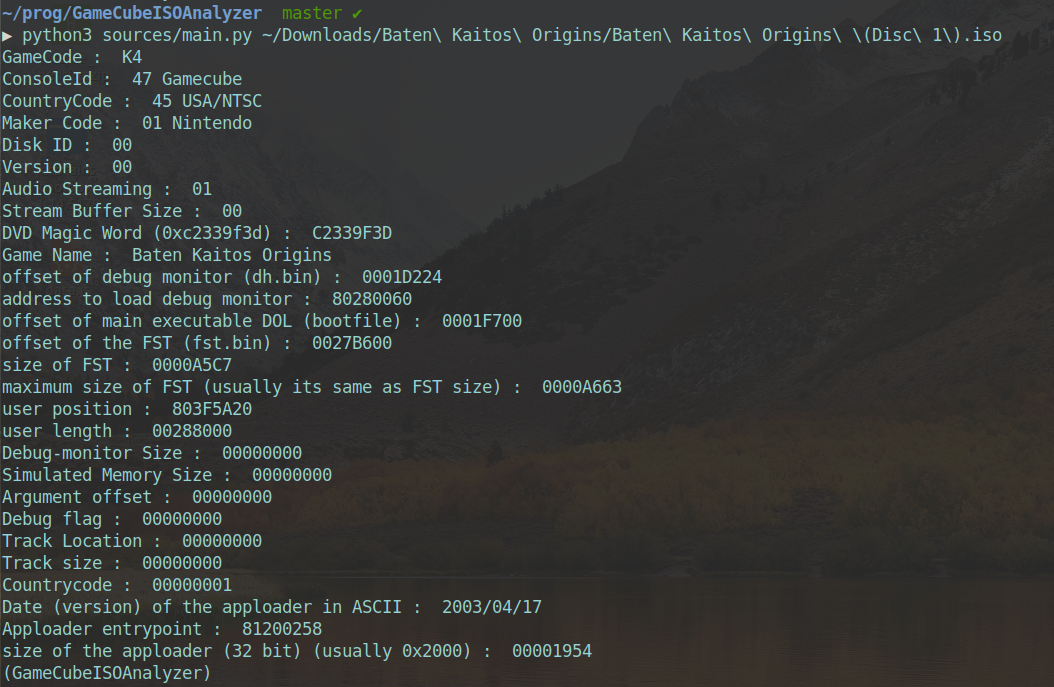 ~/prog/GameCubeISOAnalyzer  master ✔
▶ python3 sources/main.py ~/Downloads/Baten\ Kaitos\ Origins/Baten\ Kaitos\ Origins\ \(Disc\ 1\).iso
GameCode :  K4
ConsoleId :  47 Gamecube
CountryCode :  45 USA/NTSC
Maker Code :  01 Nintendo
Disk ID :  00
Version :  00
Audio Streaming :  01
Stream Buffer Size :  00
DVD Magic Word (0xc2339f3d) :  C2339F3D
Game Name :  Baten Kaitos Origins
offset of debug monitor (dh.bin) :  0001D224
address to load debug monitor :  80280060
offset of main executable DOL (bootfile) :  0001F700
offset of the FST (fst.bin) :  0027B600
size of FST :  0000A5C7
maximum size of FST (usually its same as FST size) :  0000A663
user position :  803F5A20
user length :  00288000
Debug-monitor Size :  00000000
Simulated Memory Size :  00000000
Argument offset :  00000000
Debug flag :  00000000
Track Location :  00000000
Track size :  00000000
Countrycode :  00000001
Date (version) of the apploader in ASCII :  2003/04/17
Apploader entrypoint :  81200258
size of the apploader (32 bit) (usually 0x2000) :  00001954
(GameCubeISOAnalyzer)